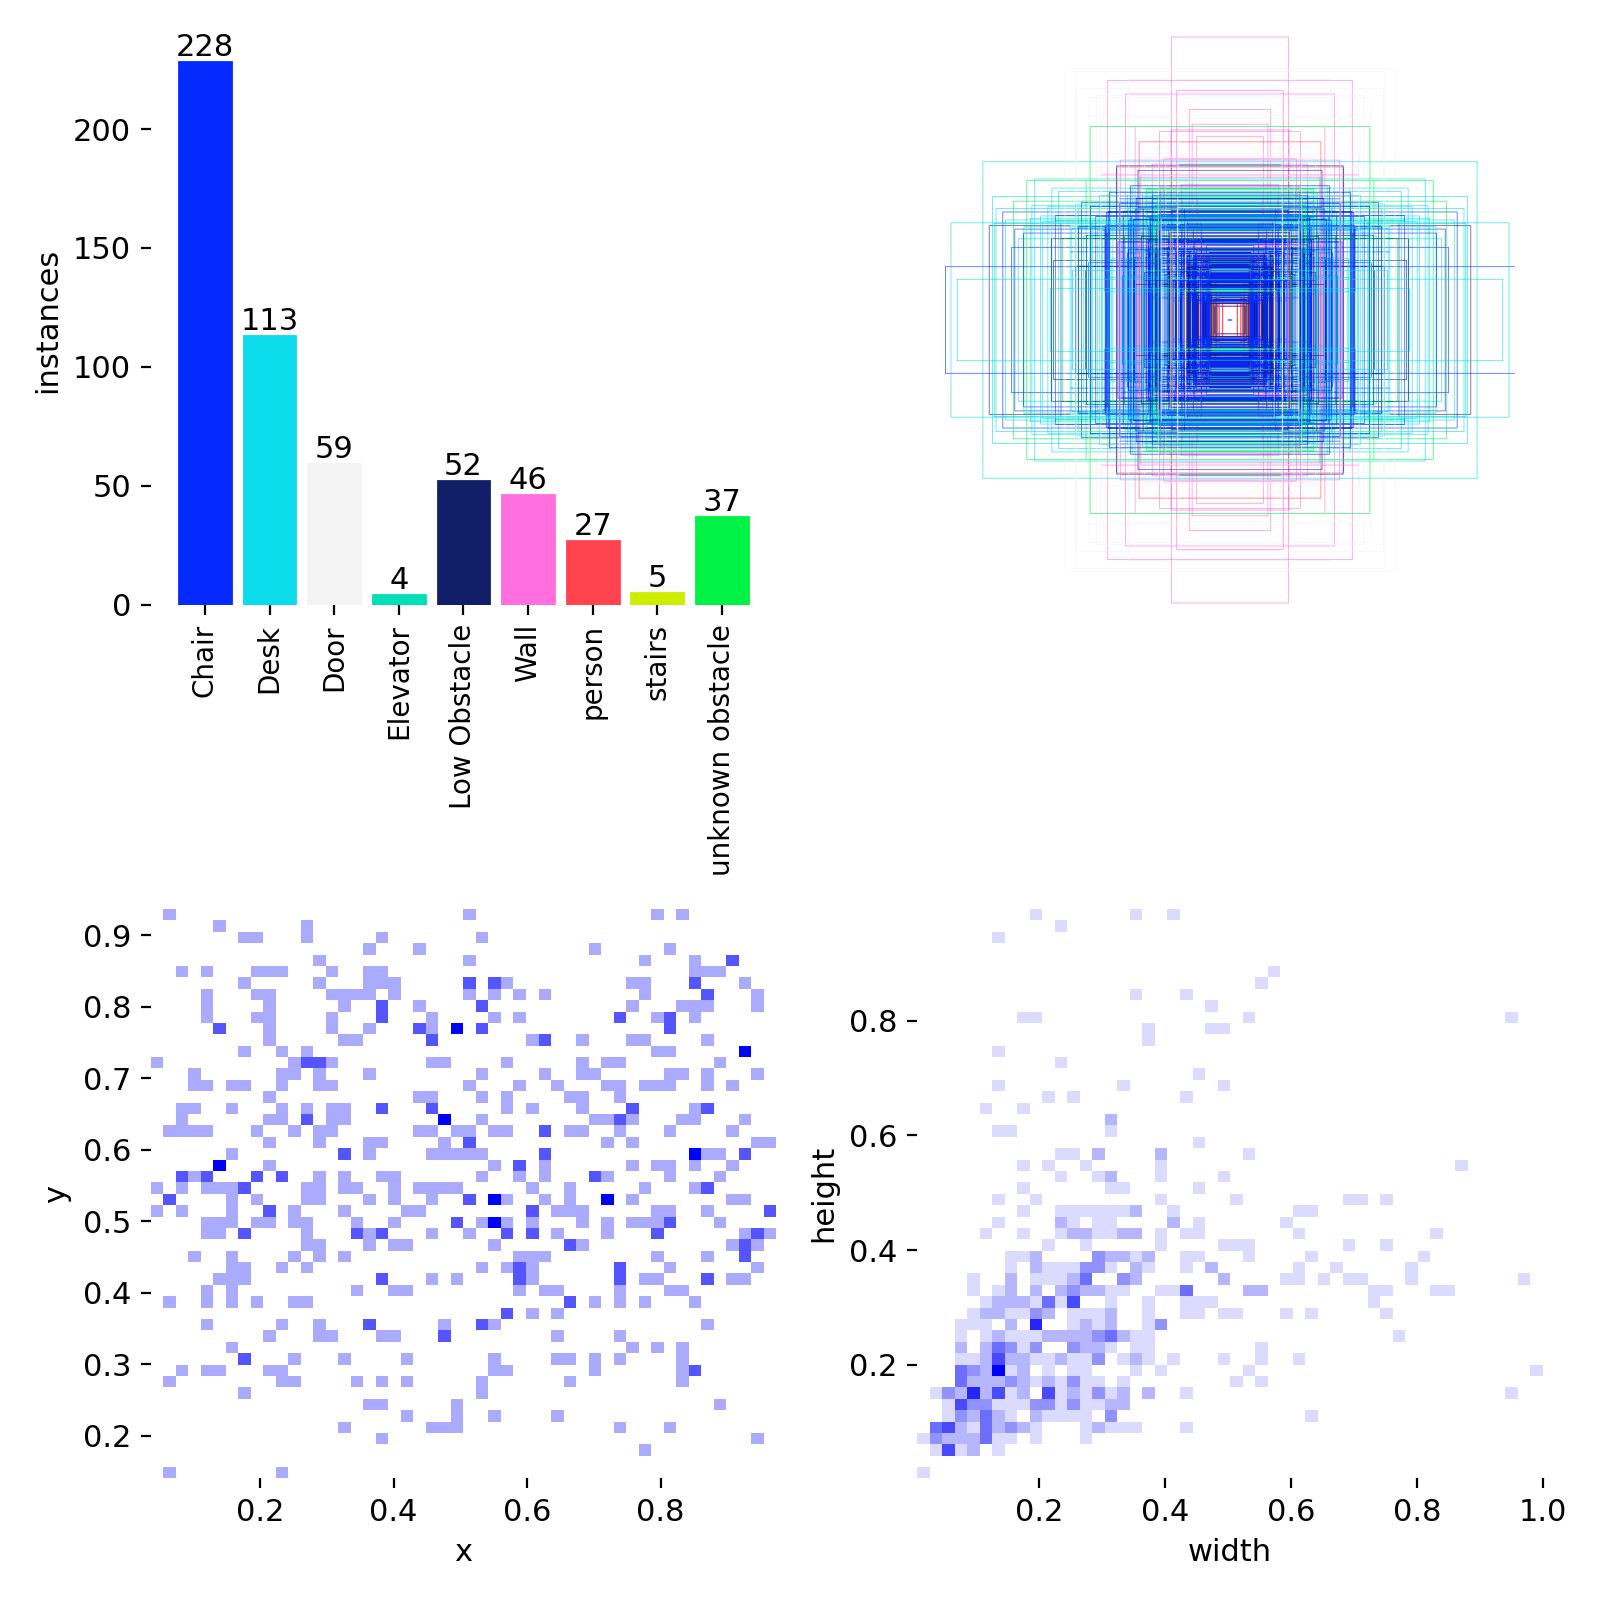 228
113
59
4
52
46
27
5
37
200
150
100
50
0
instances
Chair
Desk
Door
Elevator
Low Obstacle
Wall
person
stairs
unknown obstacle
0.9
0.8
0.7
0.6
0.5
0.4
0.3
0.2
y
0.2 0.4 0.6 0.8
x
0.8
0.6
0.4
0.2
height
0.2 0.4 0.6 0.8 1.0
width